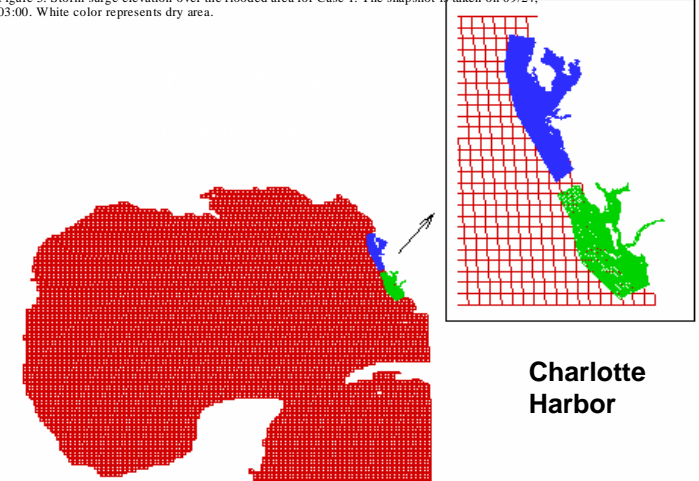 Figure 5. Storm surge elevation over the flooded area for Case 1. The snapshot is taken on 09/27,
03:00. White color represents dry area.
Charlotte
Harbor